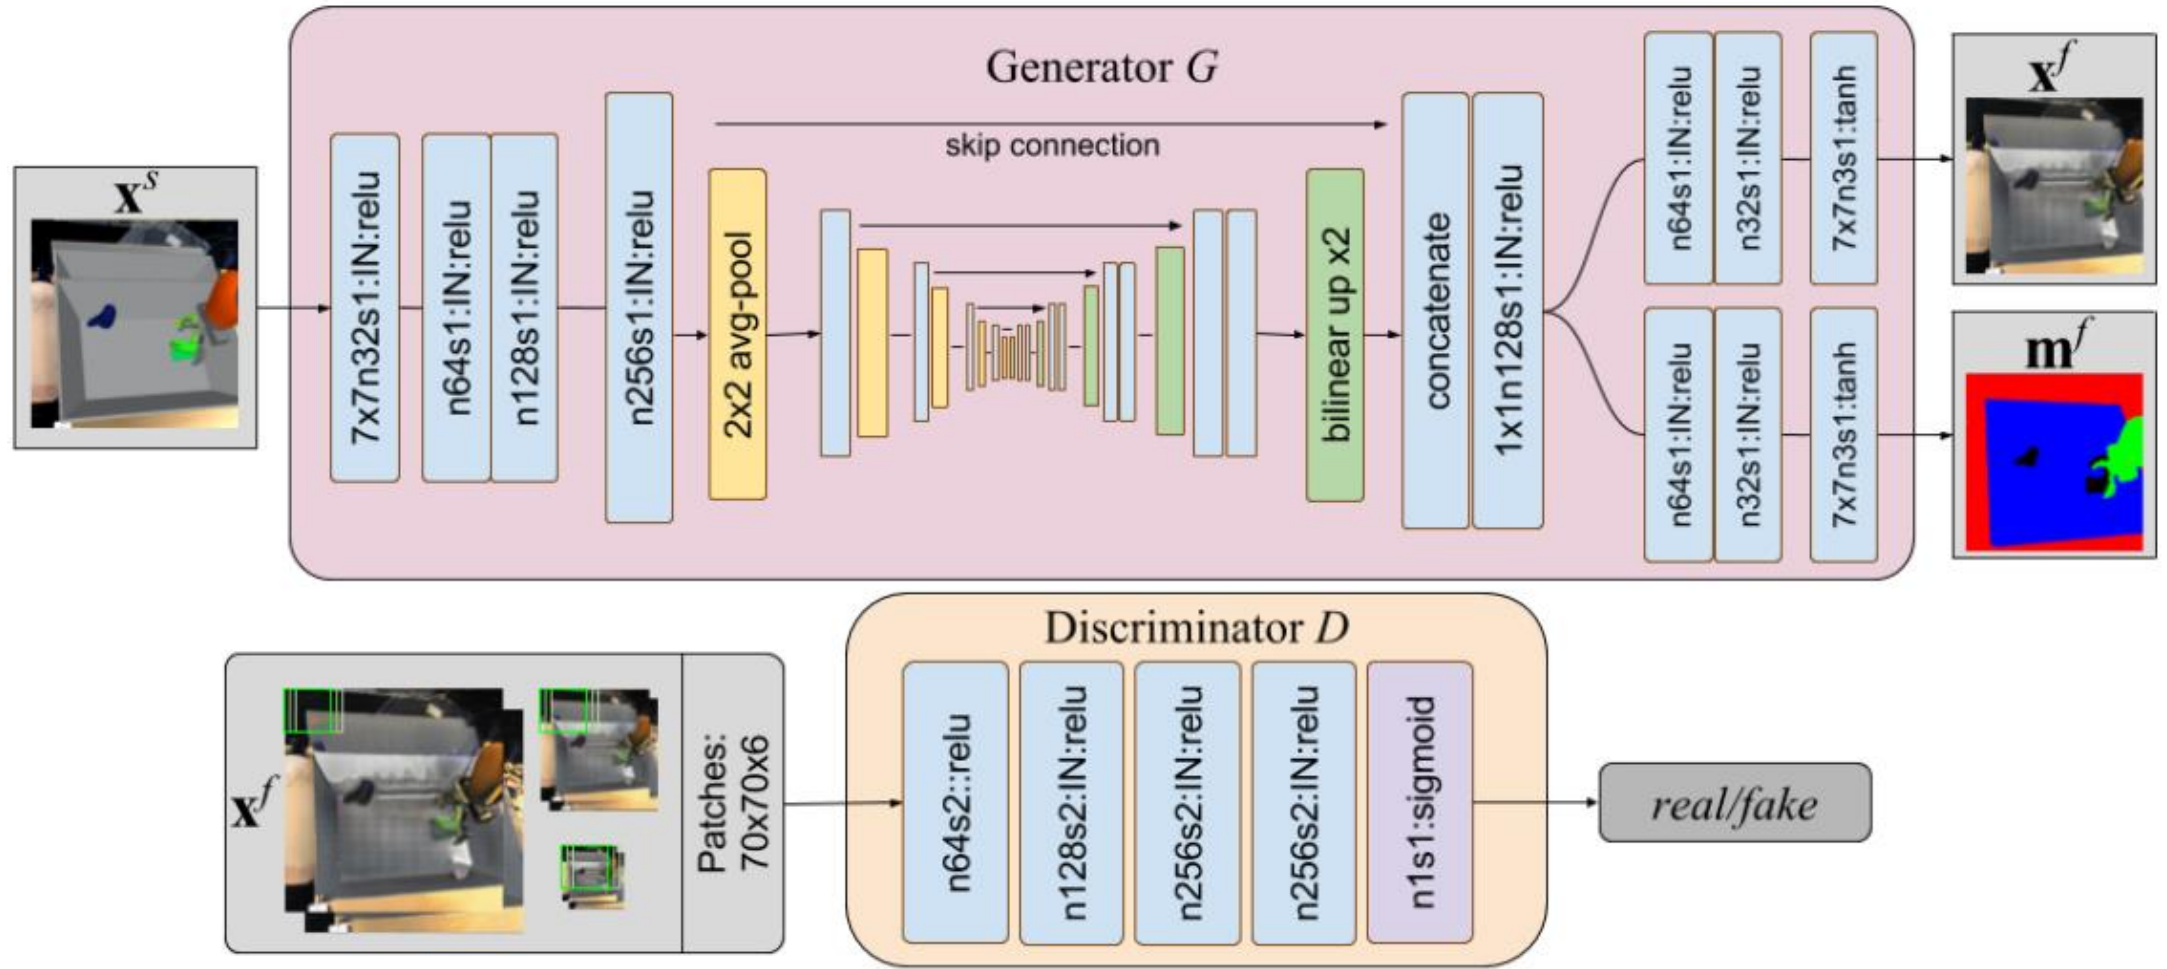 Generator G
skip connection
x^s
7x7n32s1:IN:relu
n64s1:IN:relu
n128s1:IN:relu
n256s1:IN:relu
2x2 avg-pool
bilinear up x2
concatenate
1x1n128s1:IN:relu
n64s1:IN:relu
n32s1:IN:relu
7x7n3s1:tanh
x^f
n64s1:IN:relu
n32s1:IN:relu
7x7n3s1:tanh
m^f
Discriminator D
x^f
Patches:
70x70x6
n64s2::relu
n128s2:IN:relu
n256s2:IN:relu
n256s2:IN:relu
n1s1:sigmoid
real/fake